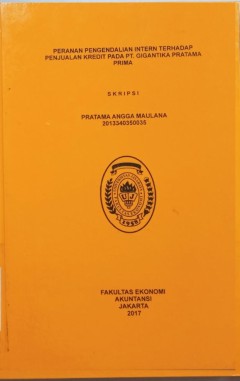 PERANAN PENGENDALIAN INTERN TERHADAP
PENJUALAN KREDIT PADA PT. GIGANTIKA PRATAMA
PRIMA
SKRIPSI
PRATAMA ANGGA MAULANA
2013340350035
FAKULTAS EKONOMI
AKUNTANSI
JAKARTA
2017